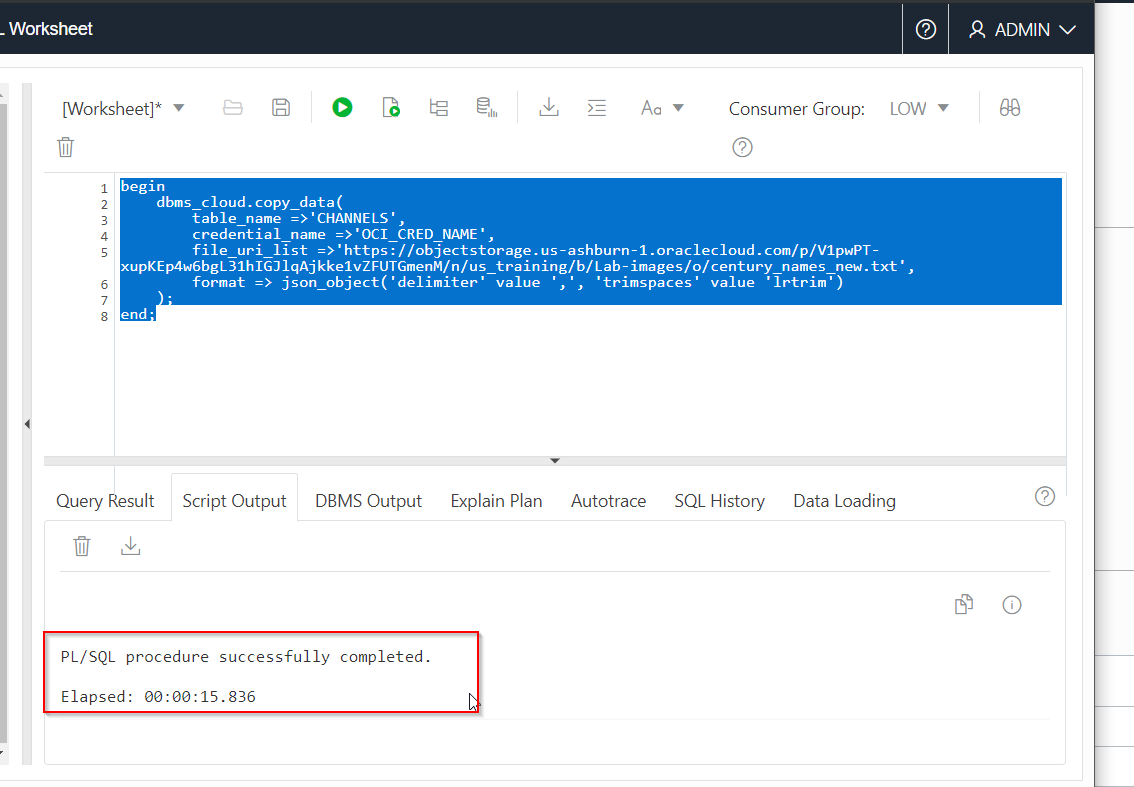 L Worksheet
ADMIN
[Worksheet]*
Aa
Consumer Group:
LOW
1 begin
2 dbms_cloud.copy_data(
3 table_name =>'CHANNELS',
4 credential_name =>'OCI_CRED_NAME',
5 file_uri_list =>'https://objectstorage.us-ashburn-1.oraclecloud.com/p/V1pwPT-
xupKEp4w6bgL31hIGJlqAjkke1vZFUTGmenM/n/us_training/b/Lab-images/o/century_names_new.txt',
6 format => json_object('delimiter' value ',', 'trimspaces' value 'lrtrim')
7 );
8 end;
Query Result
Script Output
DBMS Output
Explain Plan
Autotrace
SQL History
Data Loading
PL/SQL procedure successfully completed.
Elapsed: 00:00:15.836